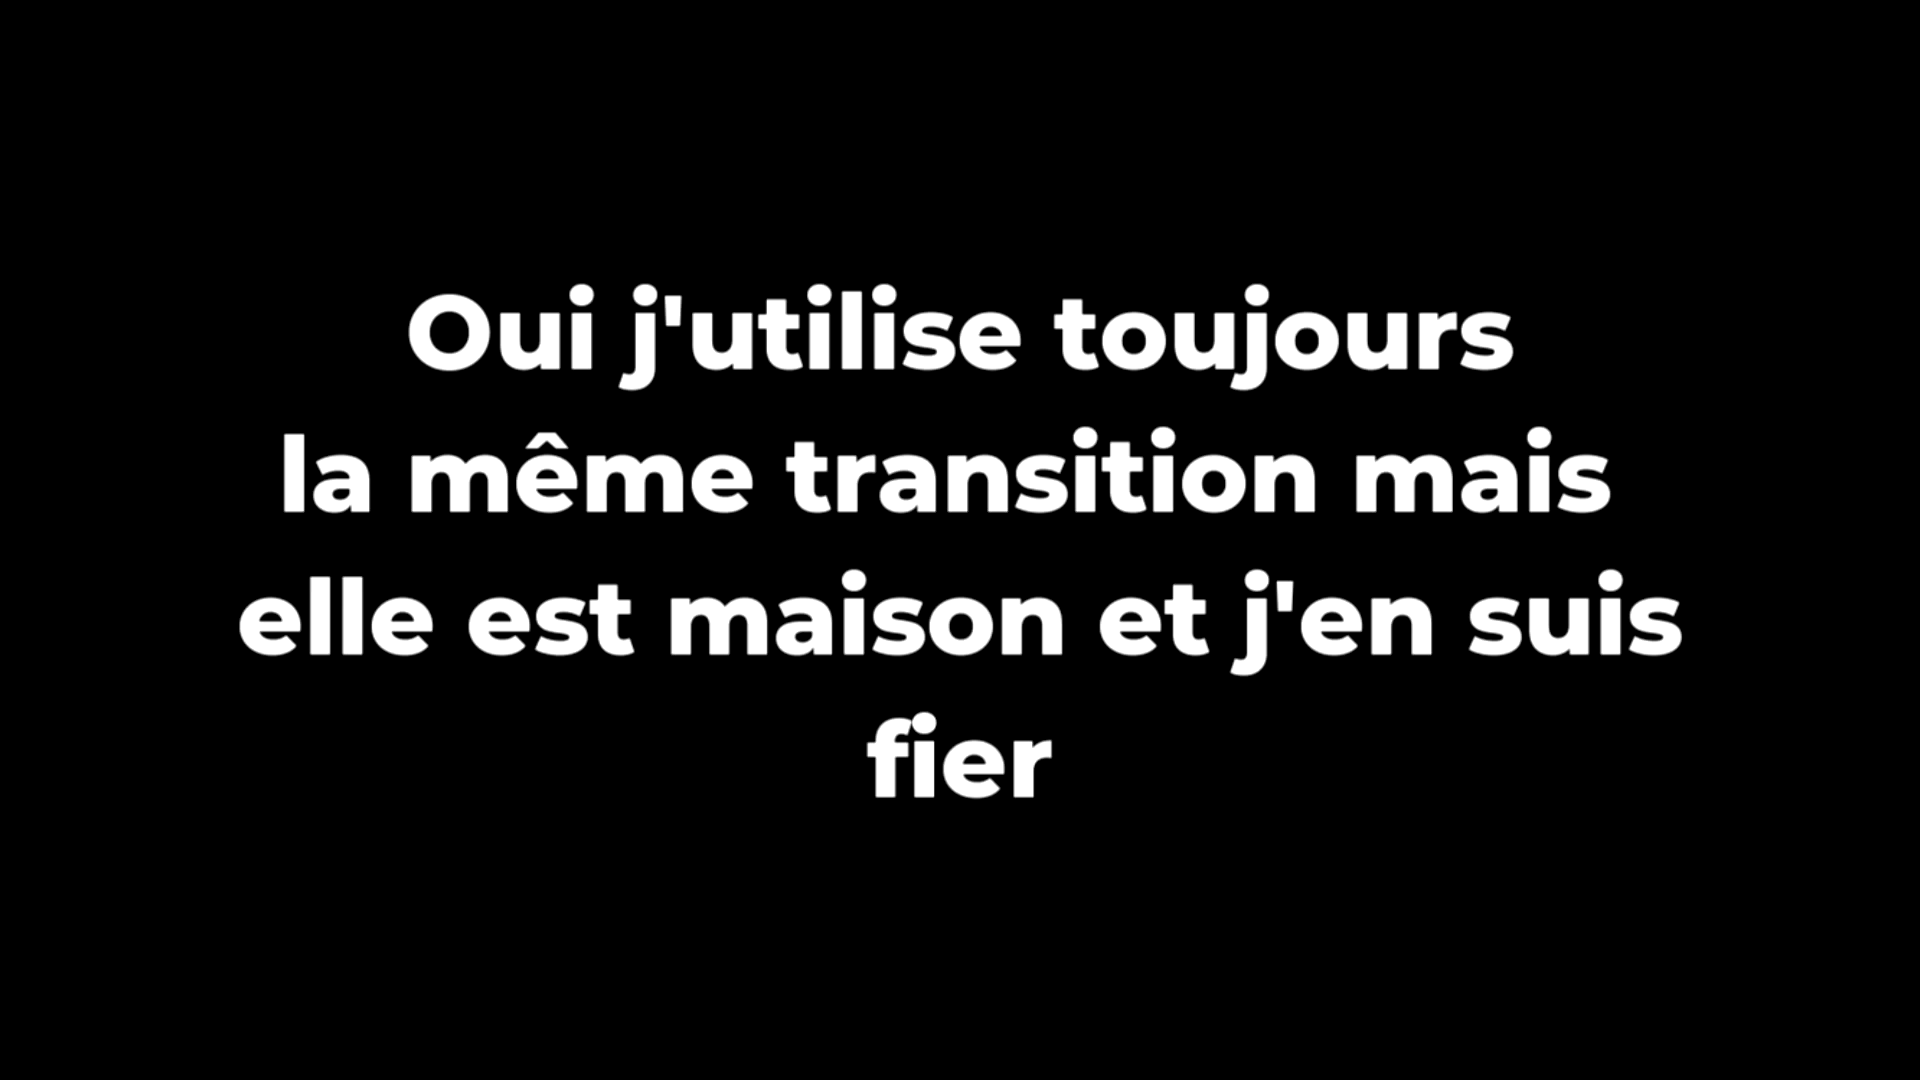 Oui j'utilise toujours
la même transition mais
elle est maison et j'en suis
fier